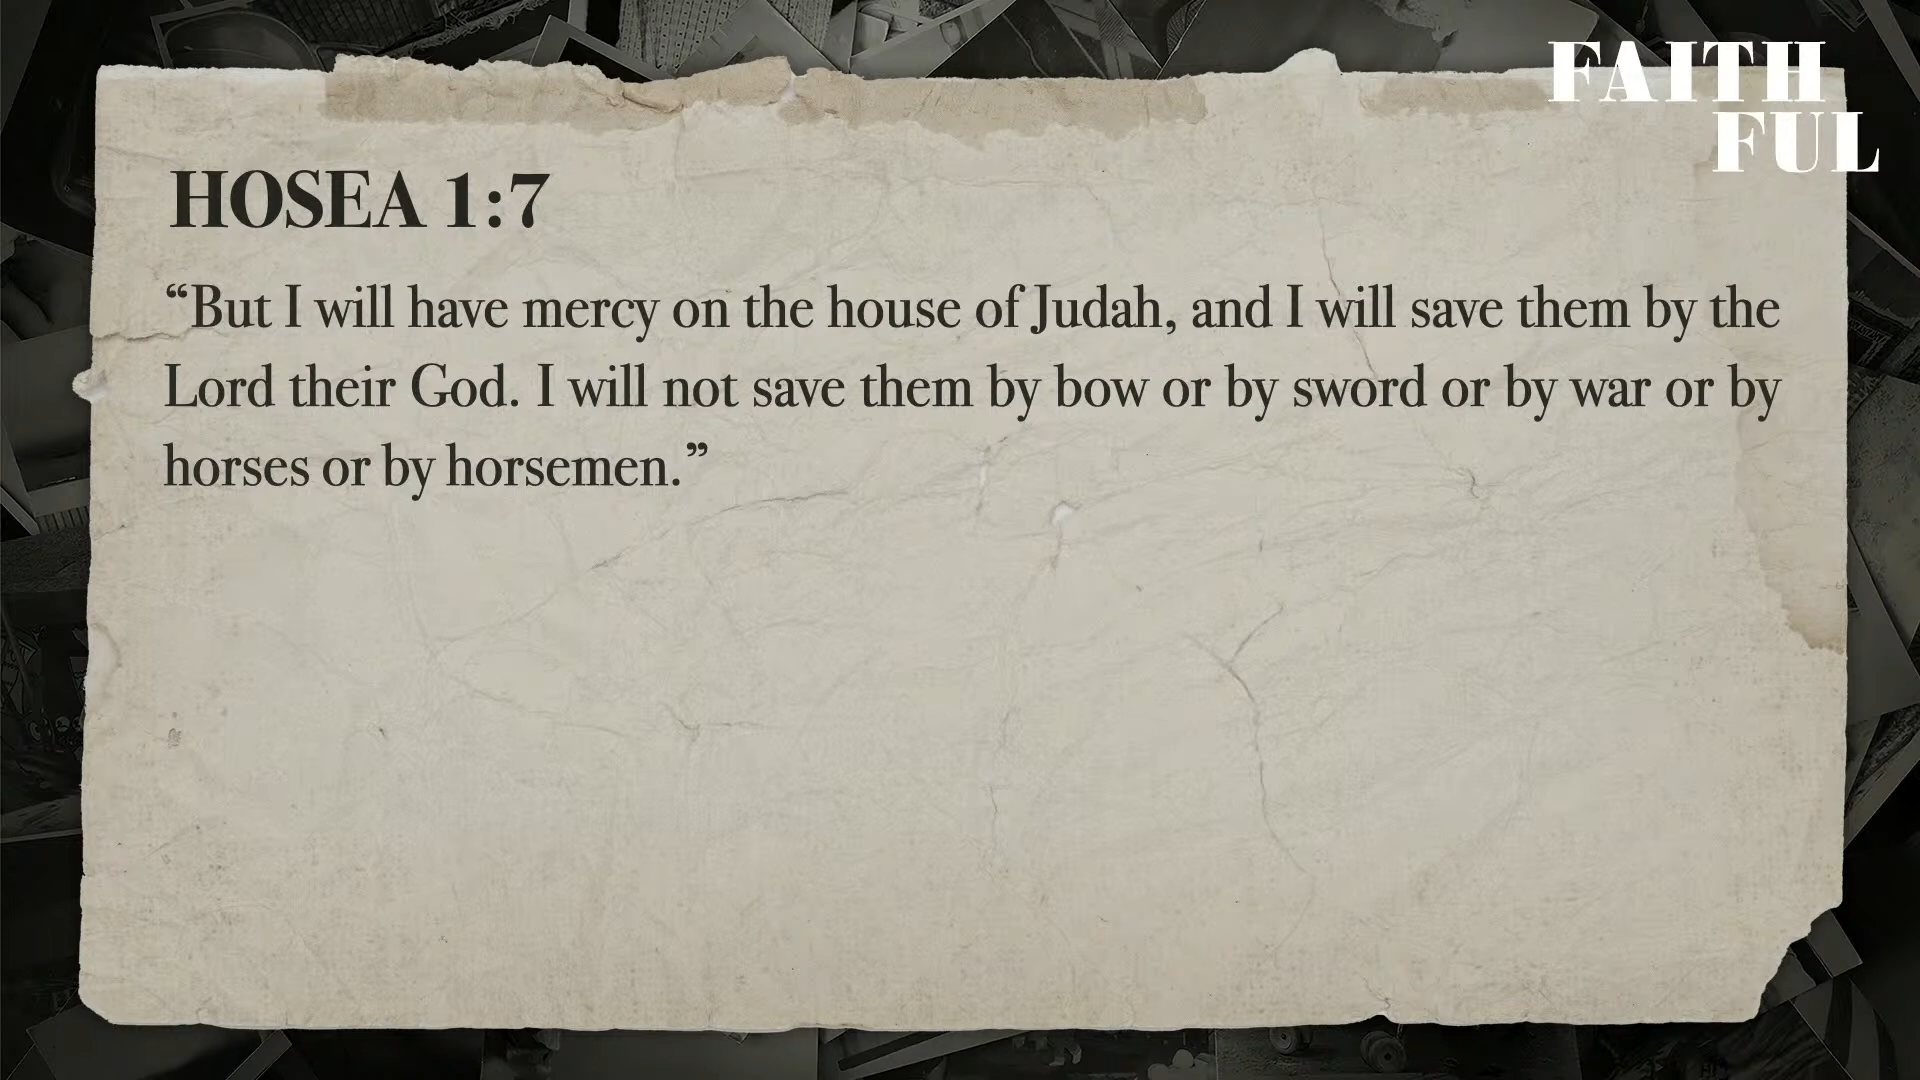 FAITH
FUL
HOSEA 1:7
“But I will have mercy on the house of Judah, and I will save them by the
Lord their God. I will not save them by bow or by sword or by war or by
horses or by horsemen.”